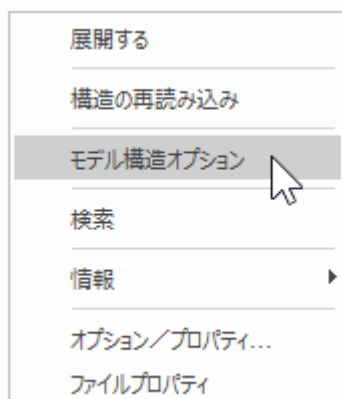 展開する
構造の再読み込み
モデル構造オプション
検索
情報
オプション／プロパティ...
ファイルプロパティ